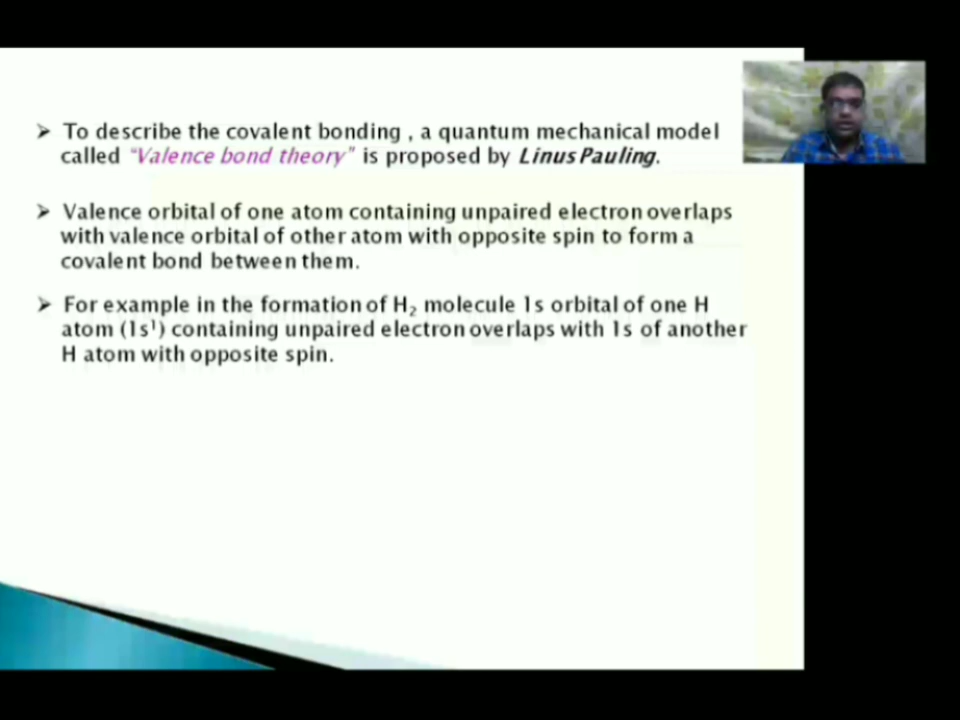 ➢ To describe the covalent bonding , a quantum mechanical model
called “Valence bond theory” is proposed by Linus Pauling.
➢ Valence orbital of one atom containing unpaired electron overlaps
with valence orbital of other atom with opposite spin to form a
covalent bond between them.
➢ For example in the formation of H₂ molecule 1s orbital of one H
atom (1s¹) containing unpaired electron overlaps with 1s of another
H atom with opposite spin.